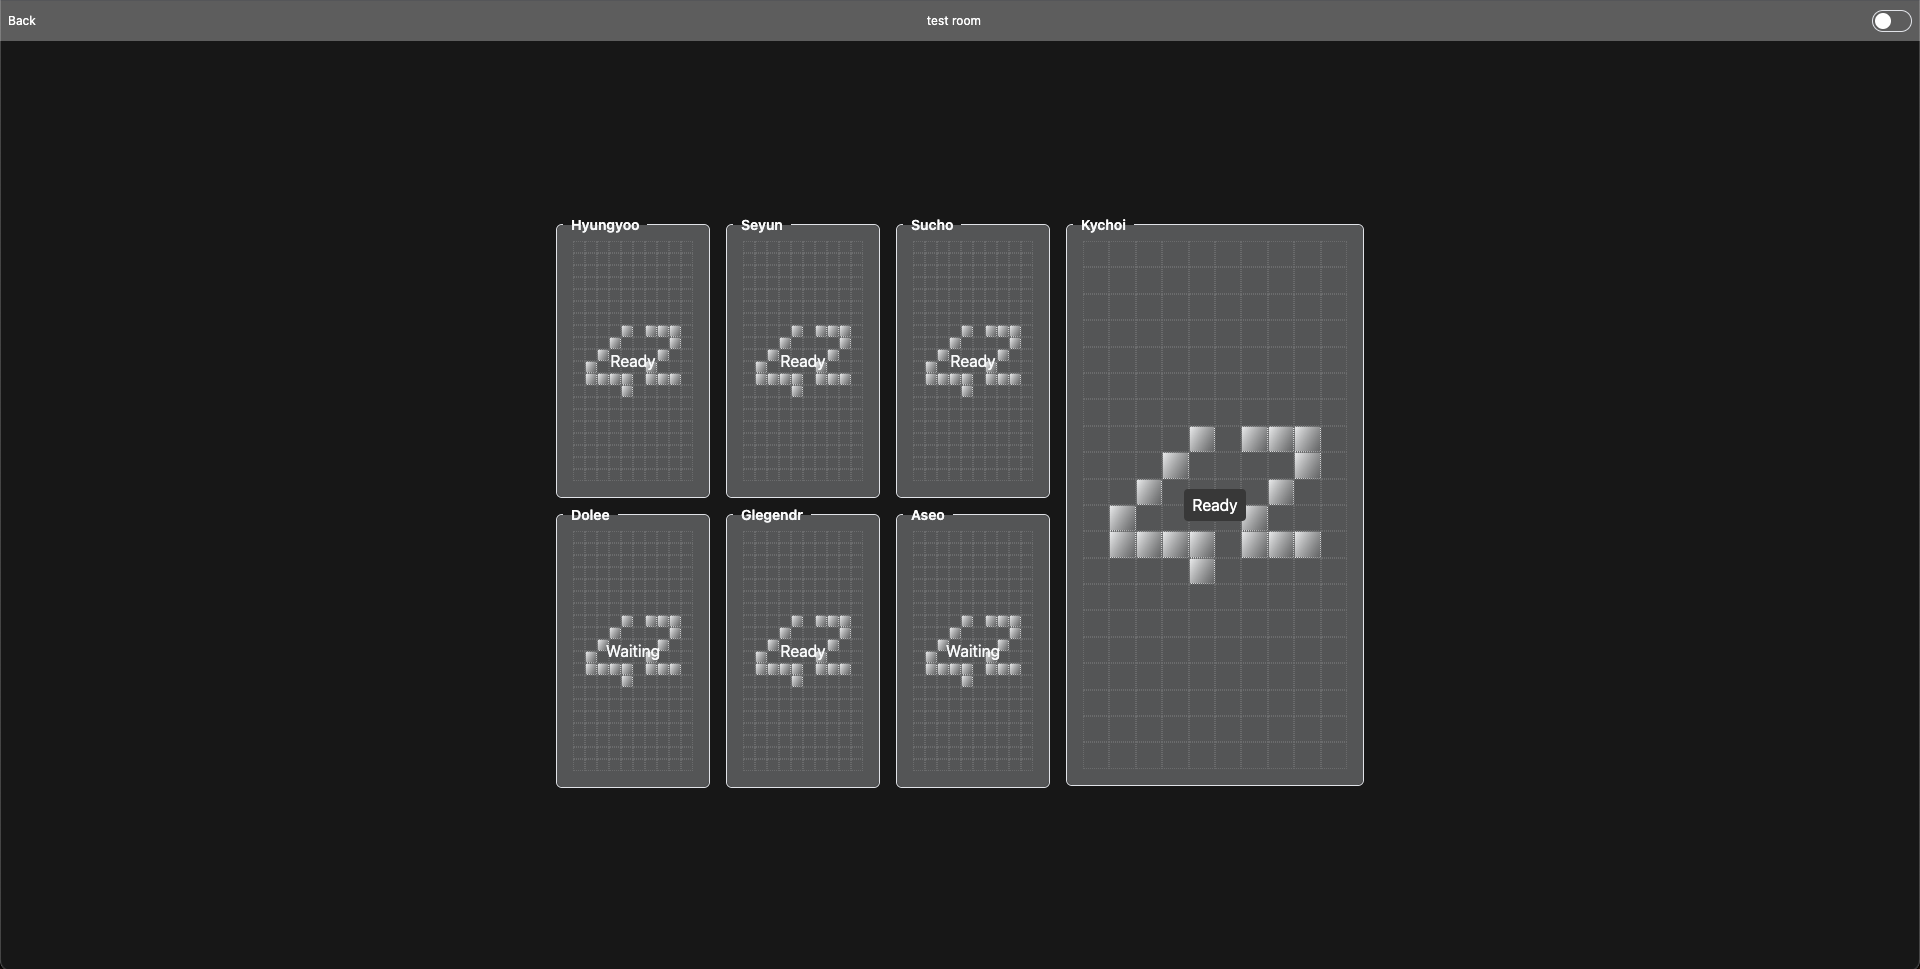 Back
test room
Hyungyoo
Seyun
Sucho
Kychoi
Ready
Ready
Ready
Ready
Dolee
Glegendr
Aseo
Waiting
Ready
Waiting